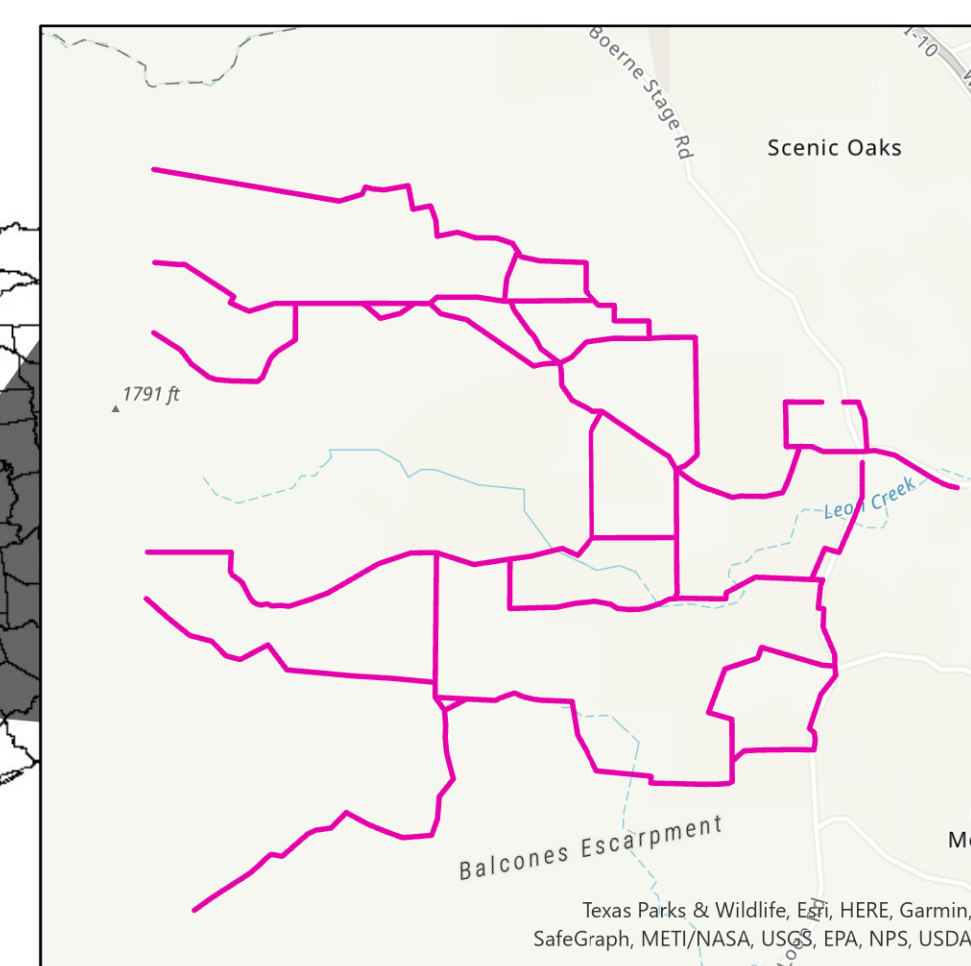 I-10
Boerne Stage Rd
Scenic Oaks
1791 ft
Leon Creek
Balcones Escarpment
Texas Parks & Wildlife, Esri, HERE, Garmin,
SafeGraph, METI/NASA, USGS, EPA, NPS, USDA
Rd